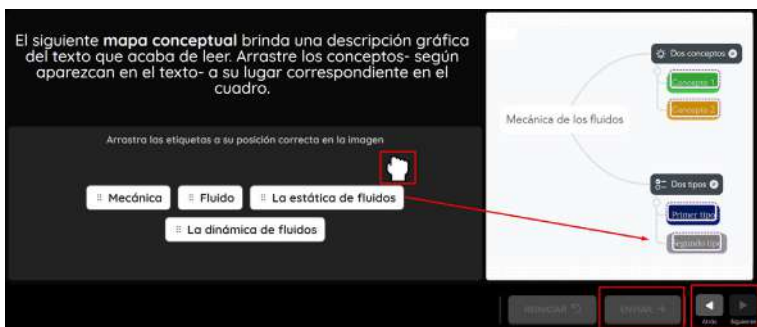 El siguiente mapa conceptual brinda una descripción gráfica
del texto que acaba de leer. Arrastre los conceptos- según
aparezcan en el texto- a su lugar correspondiente en el
cuadro.
Arrastra las etiquetas a su posición correcta en la imagen
Mecánica
Fluido
La estática de fluidos
La dinámica de fluidos
Mecánica de los fluidos
Dos conceptos
Concepto 1
Concepto 2
Dos tipos
Primer tipo
Segundo tipo
REINICIAR
ENVIAR
Atrás
Siguiente